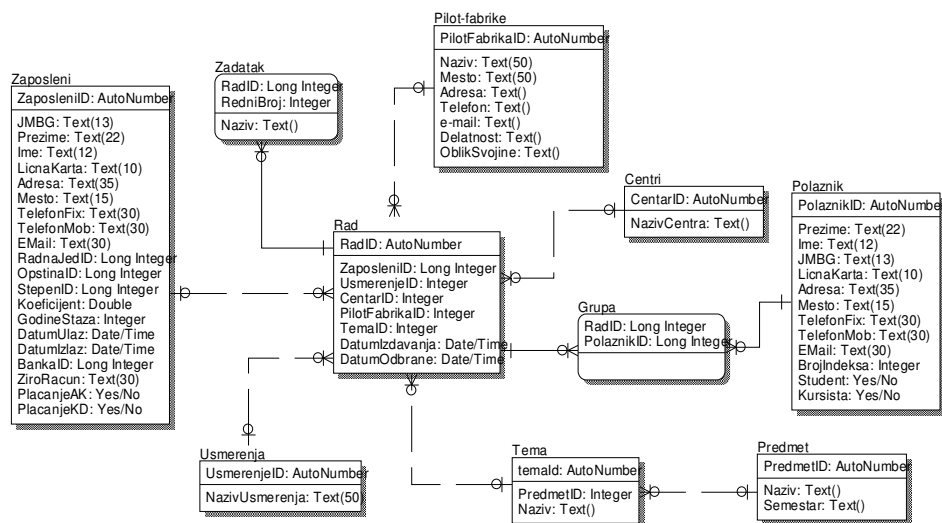 Pilot-fabrike
PilotFabrikaID: AutoNumber
Naziv: Text(50)
Mesto: Text(50)
Adresa: Text()
Telefon: Text()
e-mail: Text()
Delatnost: Text()
OblikSvojine: Text()
Zaposleni
ZaposleniID: AutoNumber
JMBG: Text(13)
Prezime: Text(22)
Ime: Text(12)
LicnaKarta: Text(10)
Adresa: Text(35)
Mesto: Text(15)
TelefonFix: Text(30)
TelefonMob: Text(30)
EMail: Text(30)
RadnaJedID: Long Integer
OpstinaID: Long Integer
StepenID: Long Integer
Koeficijent: Double
GodineStaza: Integer
DatumUlaz: Date/Time
DatumIzlaz: Date/Time
BankaID: Long Integer
ZiroRacun: Text(30)
PlacanjeAK: Yes/No
PlacanjeKD: Yes/No
Zadatak
RadID: Long Integer
RedniBroj: Integer
Naziv: Text()
Centri
CentarID: AutoNumber
NazivCentra: Text()
Polaznik
PolaznikID: AutoNumber
Prezime: Text(22)
Ime: Text(12)
JMBG: Text(13)
LicnaKarta: Text(10)
Adresa: Text(35)
Mesto: Text(15)
TelefonFix: Text(30)
TelefonMob: Text(30)
EMail: Text(30)
BrojIndeksa: Integer
Student: Yes/No
Kursista: Yes/No
Rad
RadID: AutoNumber
ZaposleniID: Long Integer
UsmerenjeID: Integer
CentarID: Integer
PilotFabrikaID: Integer
TemaID: Integer
DatumIzdavanja: Date/Time
DatumOdbrane: Date/Time
Grupa
RadID: Long Integer
PolaznikID: Long Integer
Usmerenja
UsmerenjeID: AutoNumber
NazivUsmerenja: Text(50)
Tema
temaId: AutoNumber
PredmetID: Integer
Naziv: Text()
Predmet
PredmetID: AutoNumber
Naziv: Text()
Semestar: Text()